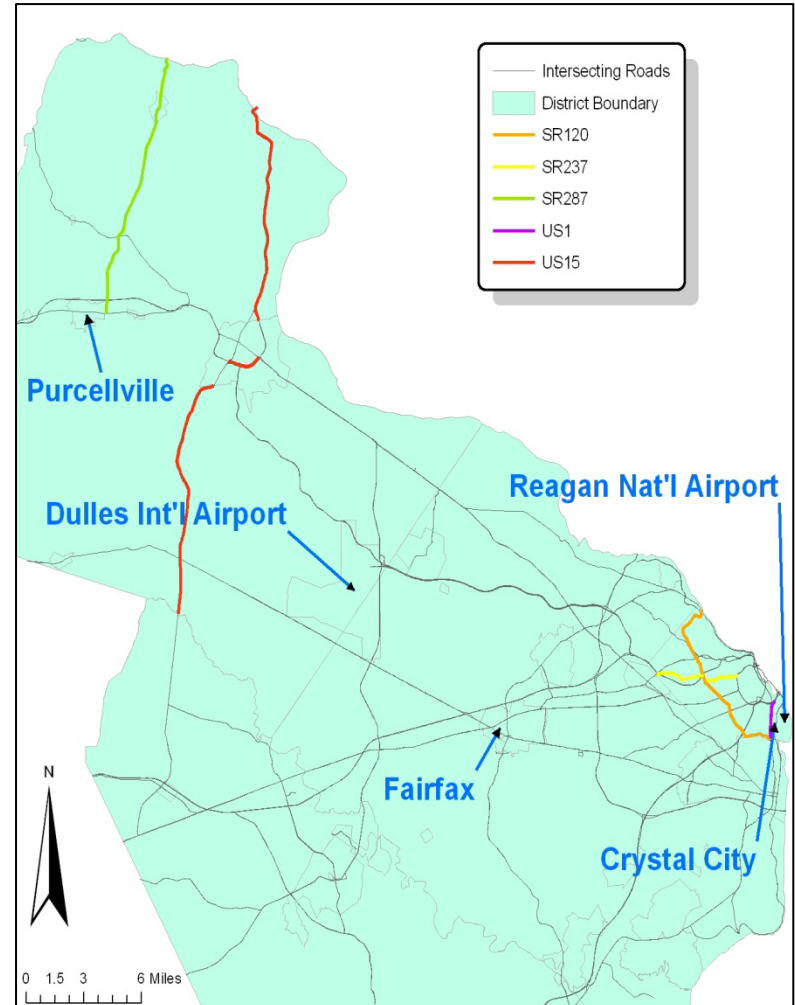 Intersecting Roads
District Boundary
SR120
SR237
SR287
US1
US15
Purcellville
Reagan Nat'l Airport
Dulles Int'l Airport
Fairfax
Crystal City
N
0 1.5 3 6 Miles